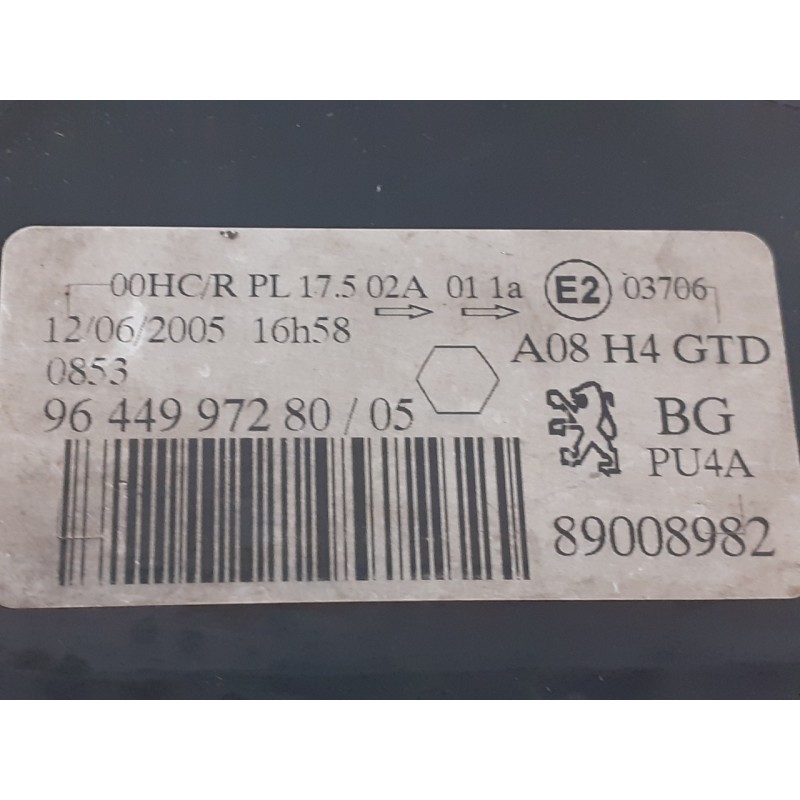 00HC/R PL 17.5 02A 01 1a E2 03706
12/06/2005 16h58
A08 H4 GTD
0853
96 449 972 80 / 05
BG
PU4A
89008982